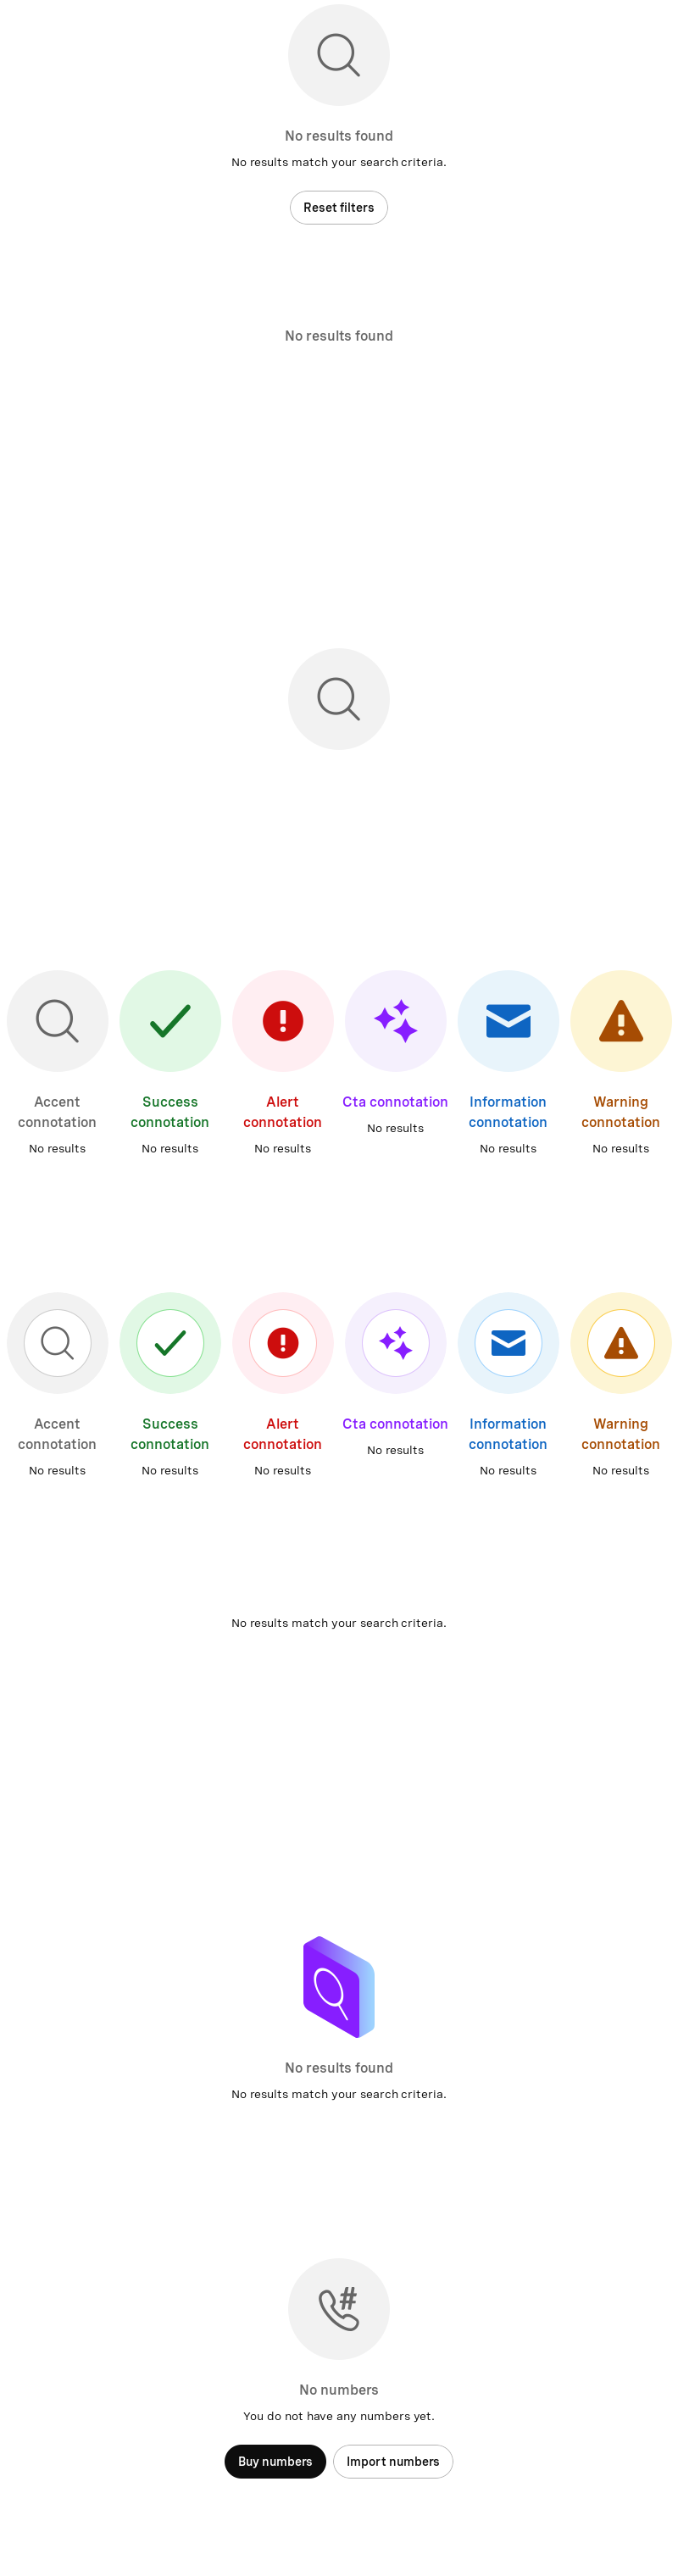 No results found
No results match your search criteria.
Reset filters
No results found
Accent
connotation
No results
Success
connotation
No results
Alert
connotation
No results
Cta connotation
No results
Information
connotation
No results
Warning
connotation
No results
Accent
connotation
No results
Success
connotation
No results
Alert
connotation
No results
Cta connotation
No results
Information
connotation
No results
Warning
connotation
No results
No results match your search criteria.
No results found
No results match your search criteria.
#
No numbers
You do not have any numbers yet.
Buy numbers
Import numbers